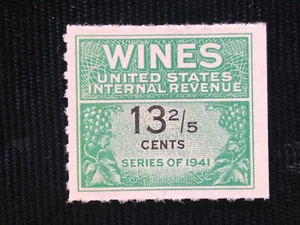 WINES
UNITED STATES
INTERNAL REVENUE
13 2/5
CENTS
SERIES OF 1941